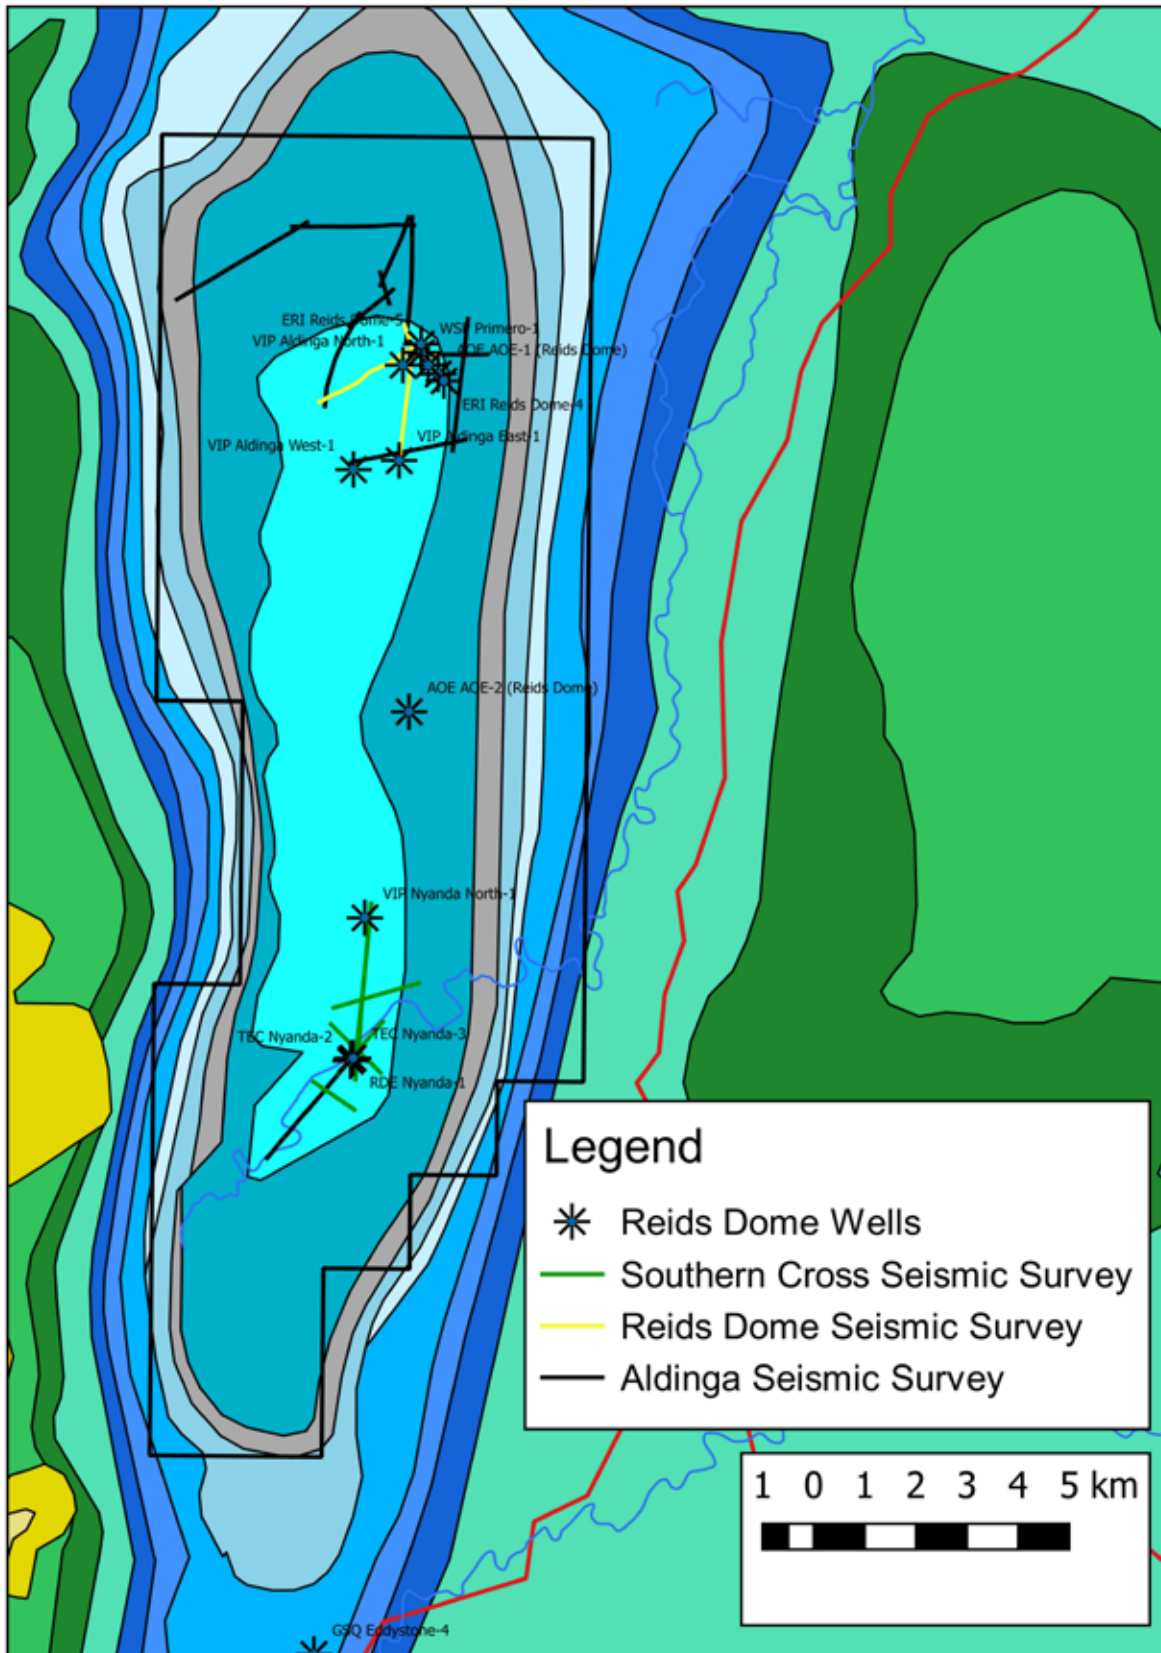 ERI Reids Dome-5
WSP Primero-1
VIP Aldinga North-1
AOE AOE-1 (Reids Dome)
ERI Reids Dome-4
VIP Aldinga East-1
VIP Aldinga West-1
AOE AOE-2 (Reids Dome)
VIP Nyanda North-1
TEC Nyanda-2
TEC Nyanda-3
RDE Nyanda-1
Legend
Reids Dome Wells
Southern Cross Seismic Survey
Reids Dome Seismic Survey
Aldinga Seismic Survey
1 0 1 2 3 4 5 km
GSQ Eddystone-4